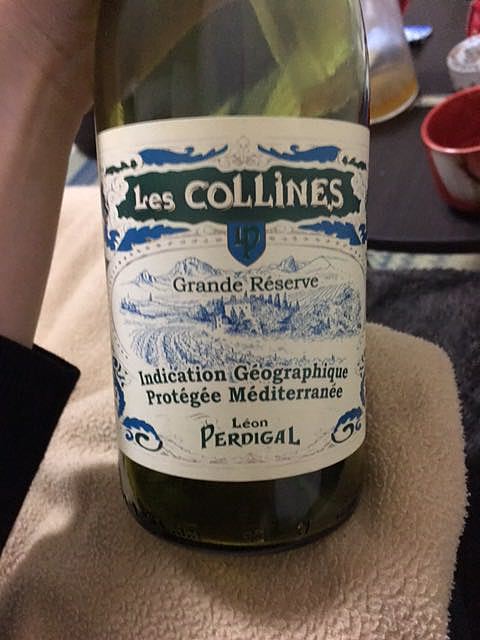 Les COLLINES
LP
Grande Réserve
Indication Géographique
Protégée Méditerranée
Léon
PERDIGAL